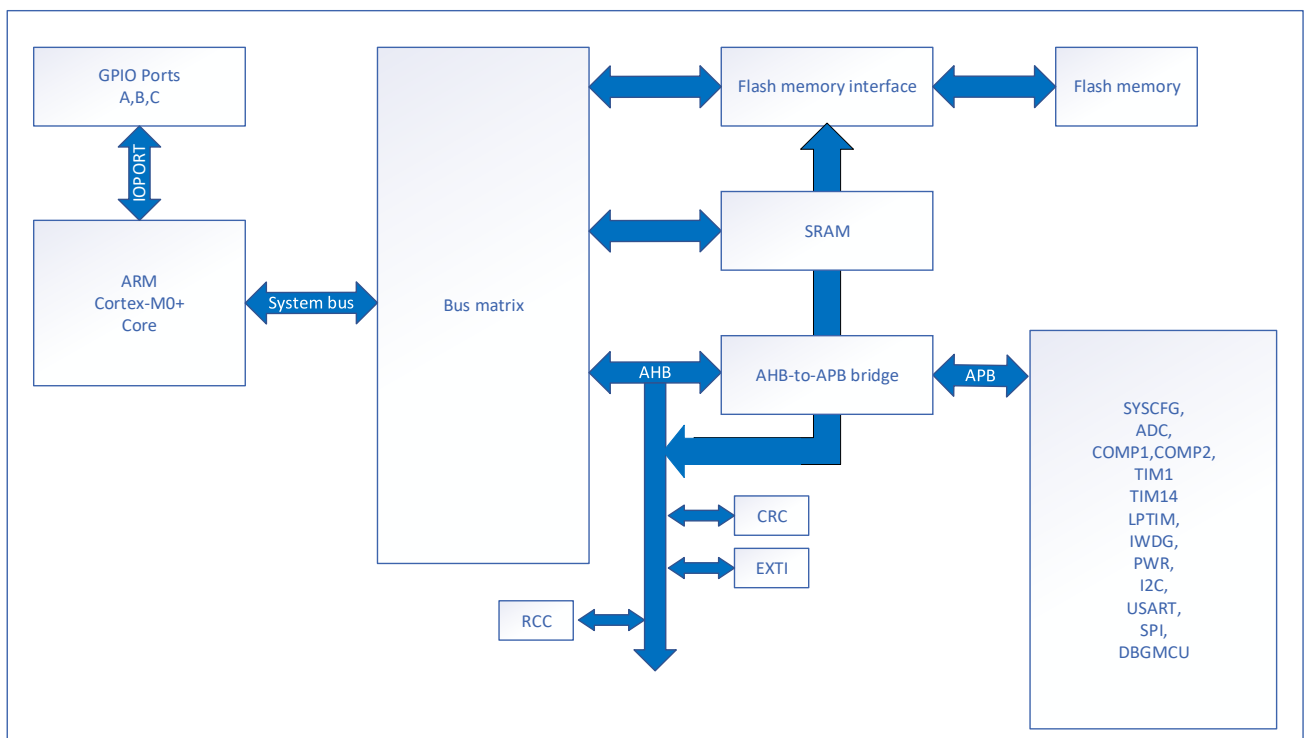 GPIO Ports
A,B,C
IOPORT
ARM
Cortex-M0+
Core
System bus
Bus matrix
Flash memory interface
Flash memory
SRAM
AHB
AHB-to-APB bridge
APB
SYSCFG,
ADC,
COMP1,COMP2,
TIM1
TIM14
LPTIM,
IWDG,
PWR,
I2C,
USART,
SPI,
DBGMCU
CRC
EXTI
RCC